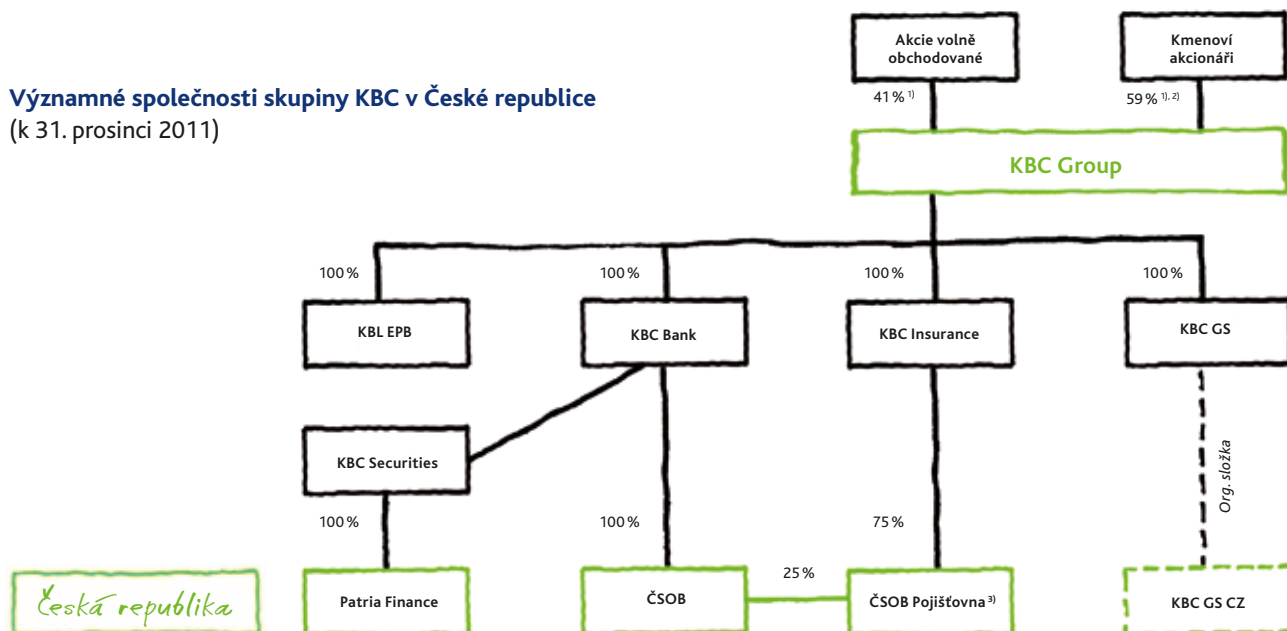 Akcie volně
obchodované
Kmenoví
akcionáři
Významné společnosti skupiny KBC v České republice
(k 31. prosinci 2011)
41 % 1)
59 % 1), 2)
KBC Group
100 %
100 %
100 %
100 %
KBL EPB
KBC Bank
KBC Insurance
KBC GS
KBC Securities
Org. složka
100 %
100 %
75 %
25 %
Česká republika
Patria Finance
ČSOB
ČSOB Pojišťovna 3)
KBC GS CZ